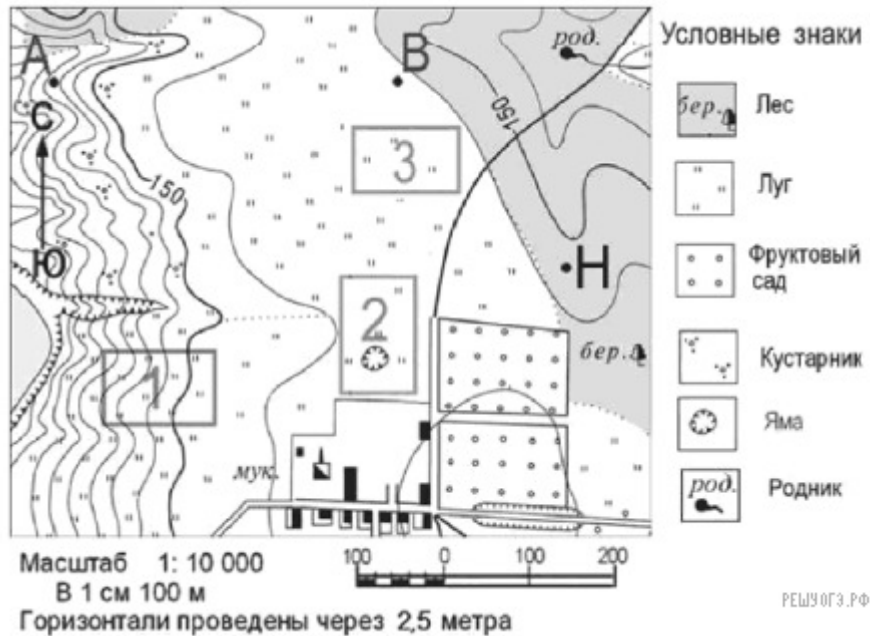 А
В
род.
С
150
150
3
Ю
Н
2
1
бер.
мук.
Условные знаки
бер.
Лес
Луг
Фруктовый
сад
Кустарник
Яма
род.
Родник
Масштаб 1: 10 000
В 1 см 100 м
Горизонтали проведены через 2,5 метра
100 0 100 200
РЕШУОГЭ.РФ